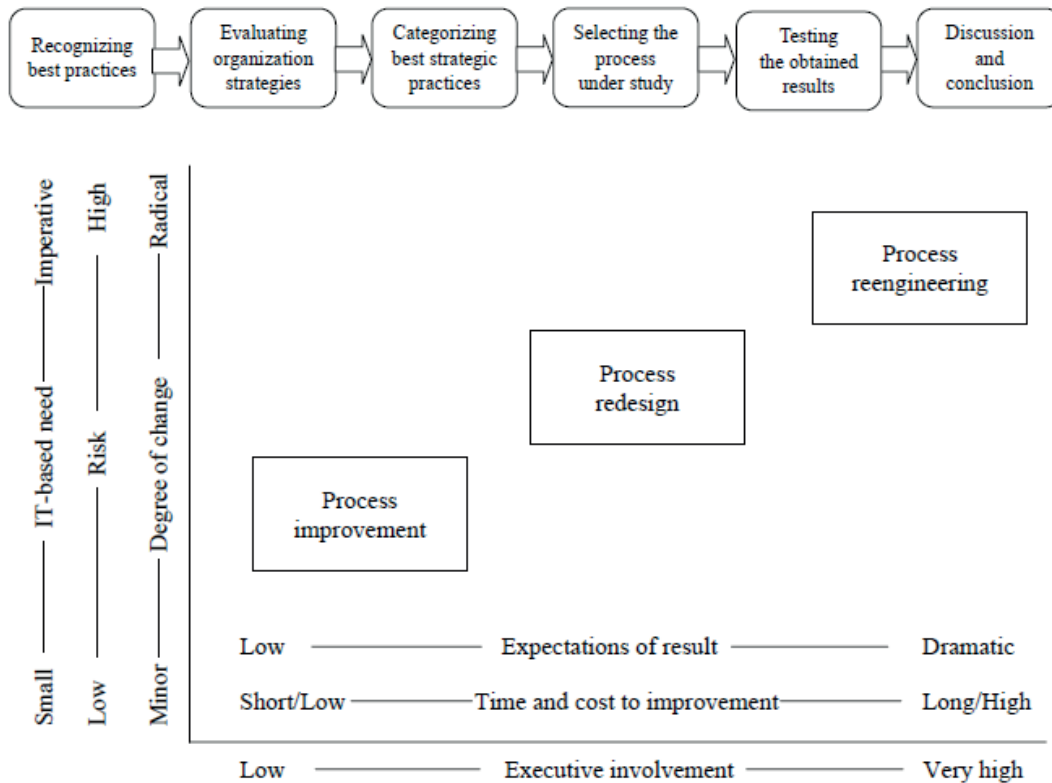 Recognizing
best practices
Evaluating
organization
strategies
Categorizing
best strategic
practices
Selecting the
process
under study
Testing
the obtained
results
Discussion
and
conclusion
Small IT-based need Imperative
Low Risk High
Minor Degree of change Radical
Process
reengineering
Process
redesign
Process
improvement
Low Expectations of result Dramatic
Short/Low Time and cost to improvement Long/High
Low Executive involvement Very high